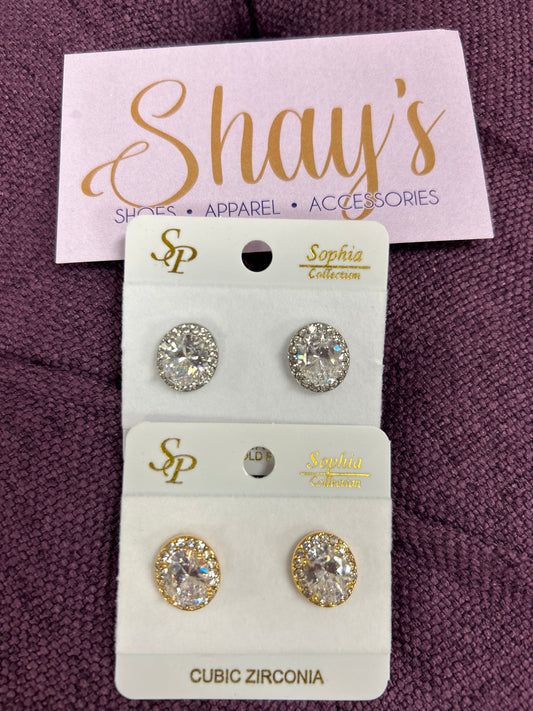 Shay's
SHOES • APPAREL • ACCESSORIES
SP
Sophia
Collection
SP
Sophia
Collection
CUBIC ZIRCONIA